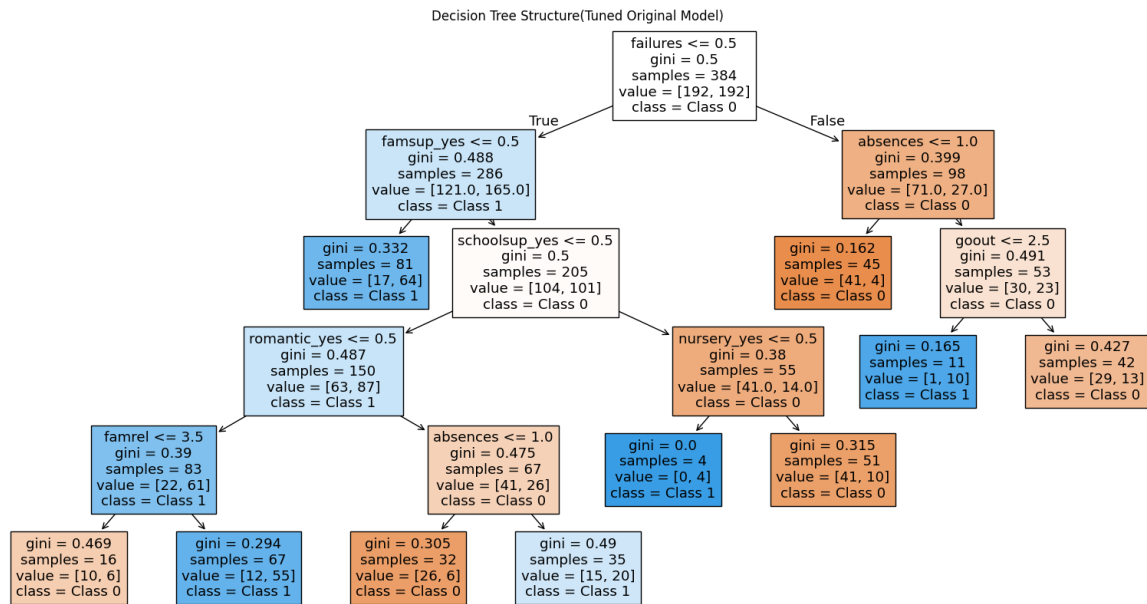 Decision Tree Structure(Tuned Original Model)
failures <= 0.5
gini = 0.5
samples = 384
value = [192, 192]
class = Class 0
True
False
famsup_yes <= 0.5
gini = 0.488
samples = 286
value = [121.0, 165.0]
class = Class 1
absences <= 1.0
gini = 0.399
samples = 98
value = [71.0, 27.0]
class = Class 0
gini = 0.332
samples = 81
value = [17, 64]
class = Class 1
schoolsup_yes <= 0.5
gini = 0.5
samples = 205
value = [104, 101]
class = Class 0
gini = 0.162
samples = 45
value = [41, 4]
class = Class 0
goout <= 2.5
gini = 0.491
samples = 53
value = [30, 23]
class = Class 0
romantic_yes <= 0.5
gini = 0.487
samples = 150
value = [63, 87]
class = Class 1
nursery_yes <= 0.5
gini = 0.38
samples = 55
value = [41.0, 14.0]
class = Class 0
gini = 0.165
samples = 11
value = [1, 10]
class = Class 1
gini = 0.427
samples = 42
value = [29, 13]
class = Class 0
famrel <= 3.5
gini = 0.39
samples = 83
value = [22, 61]
class = Class 1
absences <= 1.0
gini = 0.475
samples = 67
value = [41, 26]
class = Class 0
gini = 0.0
samples = 4
value = [0, 4]
class = Class 1
gini = 0.315
samples = 51
value = [41, 10]
class = Class 0
gini = 0.469
samples = 16
value = [10, 6]
class = Class 0
gini = 0.294
samples = 67
value = [12, 55]
class = Class 1
gini = 0.305
samples = 32
value = [26, 6]
class = Class 0
gini = 0.49
samples = 35
value = [15, 20]
class = Class 1